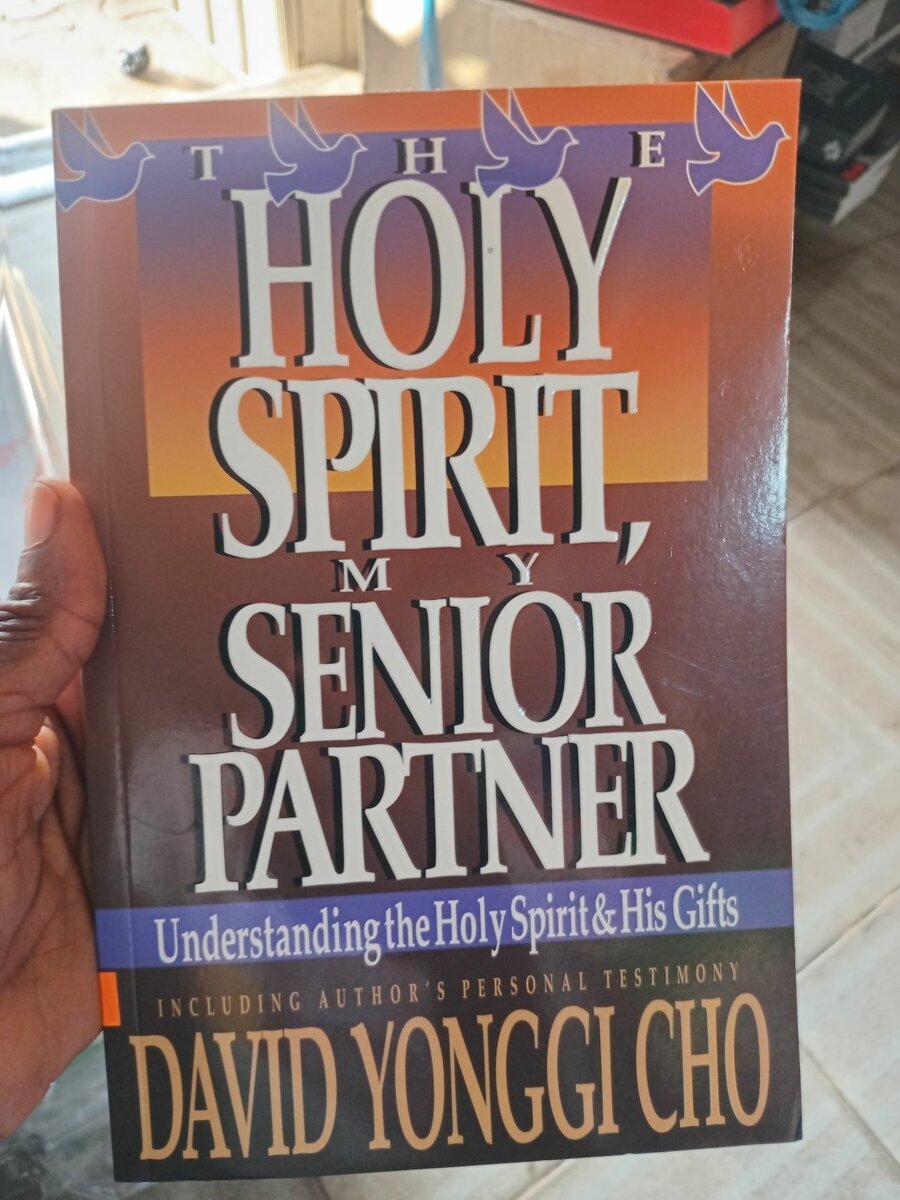 THE
HOLY
SPIRIT,
MY
SENIOR
PARTNER
Understanding the Holy Spirit & His Gifts
INCLUDING AUTHOR'S PERSONAL TESTIMONY
DAVID YONGGI CHO